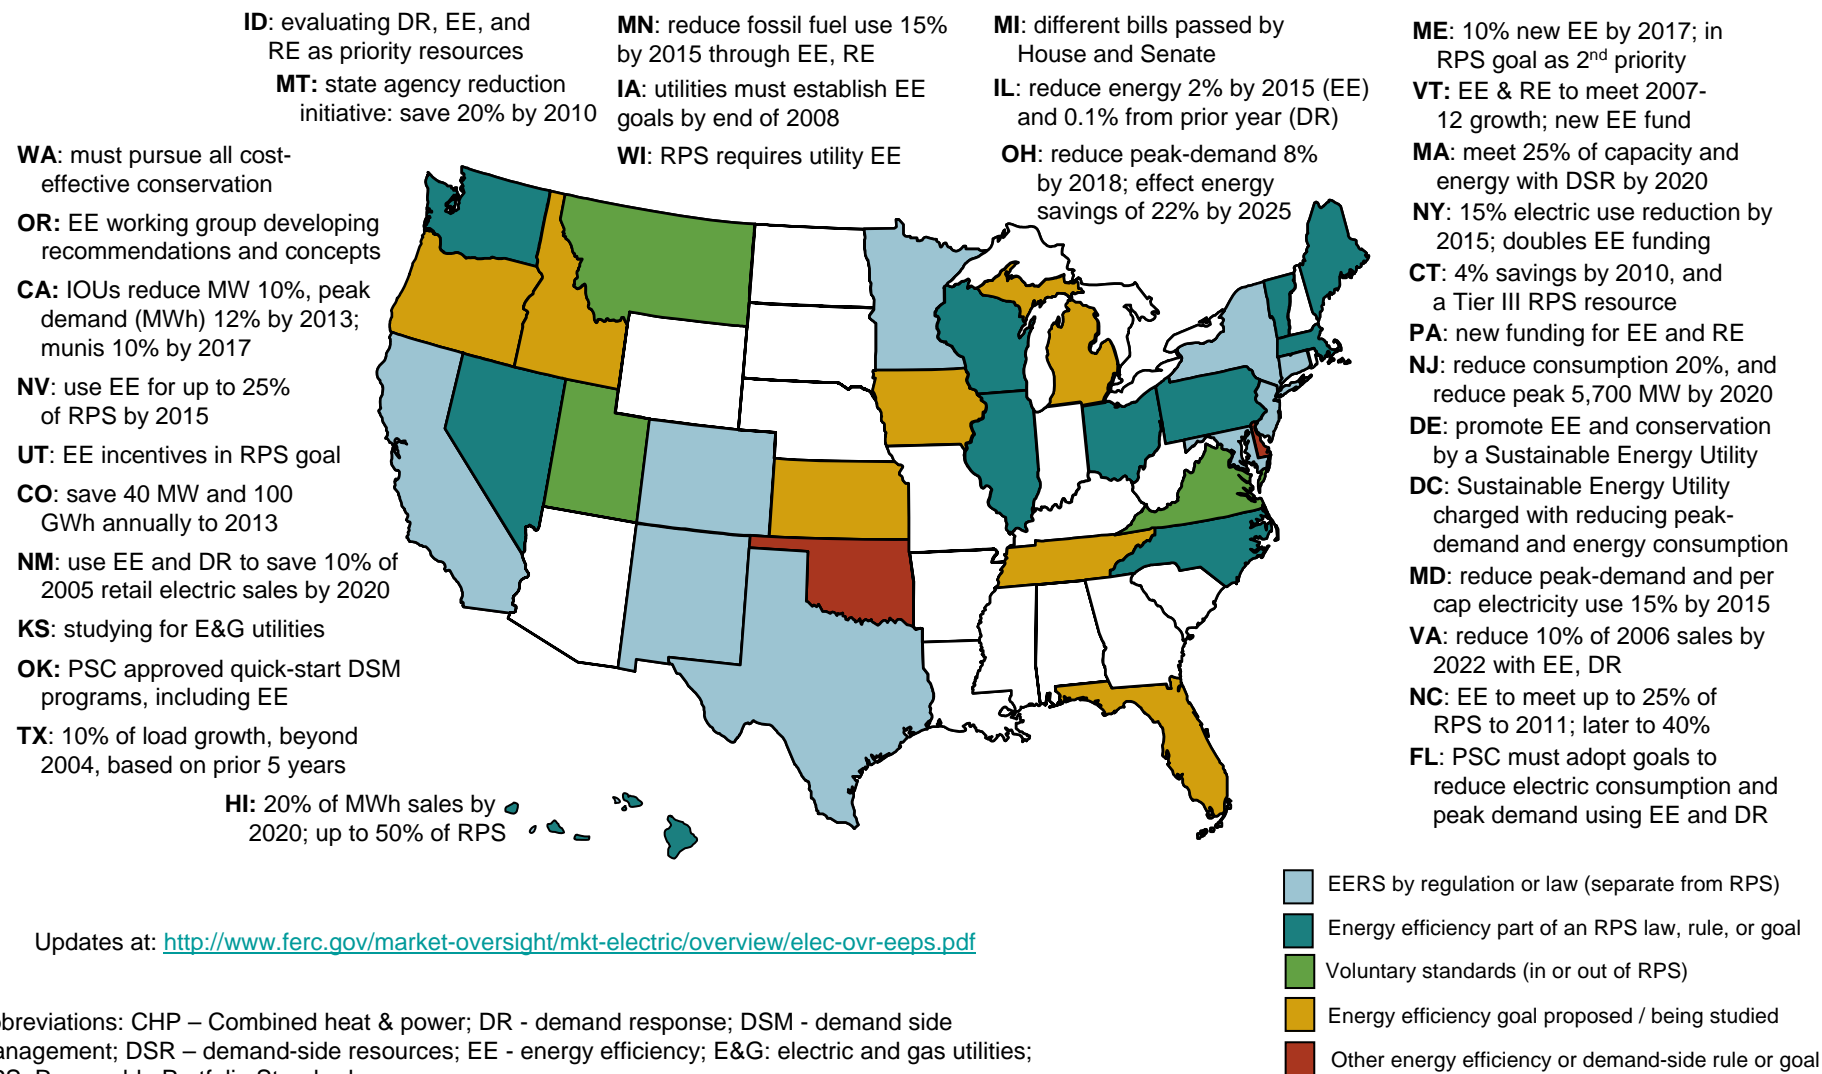 ID: evaluating DR, EE, and
RE as priority resources
MT: state agency reduction
initiative: save 20% by 2010
MN: reduce fossil fuel use 15%
by 2015 through EE, RE
IA: utilities must establish EE
goals by end of 2008
WI: RPS requires utility EE
MI: different bills passed by
House and Senate
IL: reduce energy 2% by 2015 (EE)
and 0.1% from prior year (DR)
OH: reduce peak-demand 8%
by 2018; effect energy
savings of 22% by 2025
WA: must pursue all cost-
effective conservation
OR: EE working group developing
recommendations and concepts
CA: IOUs reduce MW 10%, peak
demand (MWh) 12% by 2013;
munis 10% by 2017
NV: use EE for up to 25%
of RPS by 2015
UT: EE incentives in RPS goal
CO: save 40 MW and 100
GWh annually to 2013
NM: use EE and DR to save 10% of
2005 retail electric sales by 2020
KS: studying for E&G utilities
OK: PSC approved quick-start DSM
programs, including EE
TX: 10% of load growth, beyond
2004, based on prior 5 years
HI: 20% of MWh sales by
2020; up to 50% of RPS
ME: 10% new EE by 2017; in
RPS goal as 2nd priority
VT: EE & RE to meet 2007-
12 growth; new EE fund
MA: meet 25% of capacity and
energy with DSR by 2020
NY: 15% electric use reduction by
2015; doubles EE funding
CT: 4% savings by 2010, and
a Tier III RPS resource
PA: new funding for EE and RE
NJ: reduce consumption 20%, and
reduce peak 5,700 MW by 2020
DE: promote EE and conservation
by a Sustainable Energy Utility
DC: Sustainable Energy Utility
charged with reducing peak-
demand and energy consumption
MD: reduce peak-demand and per
cap electricity use 15% by 2015
VA: reduce 10% of 2006 sales by
2022 with EE, DR
NC: EE to meet up to 25% of
RPS to 2011; later to 40%
FL: PSC must adopt goals to
reduce electric consumption and
peak demand using EE and DR
EERS by regulation or law (separate from RPS)
Energy efficiency part of an RPS law, rule, or goal
Voluntary standards (in or out of RPS)
Energy efficiency goal proposed / being studied
Other energy efficiency or demand-side rule or goal
Updates at: http://www.ferc.gov/market-oversight/mkt-electric/overview/elec-ovr-eeps.pdf
bbreviations: CHP – Combined heat & power; DR - demand response; DSM - demand side
anagement; DSR – demand-side resources; EE - energy efficiency; E&G: electric and gas utilities;